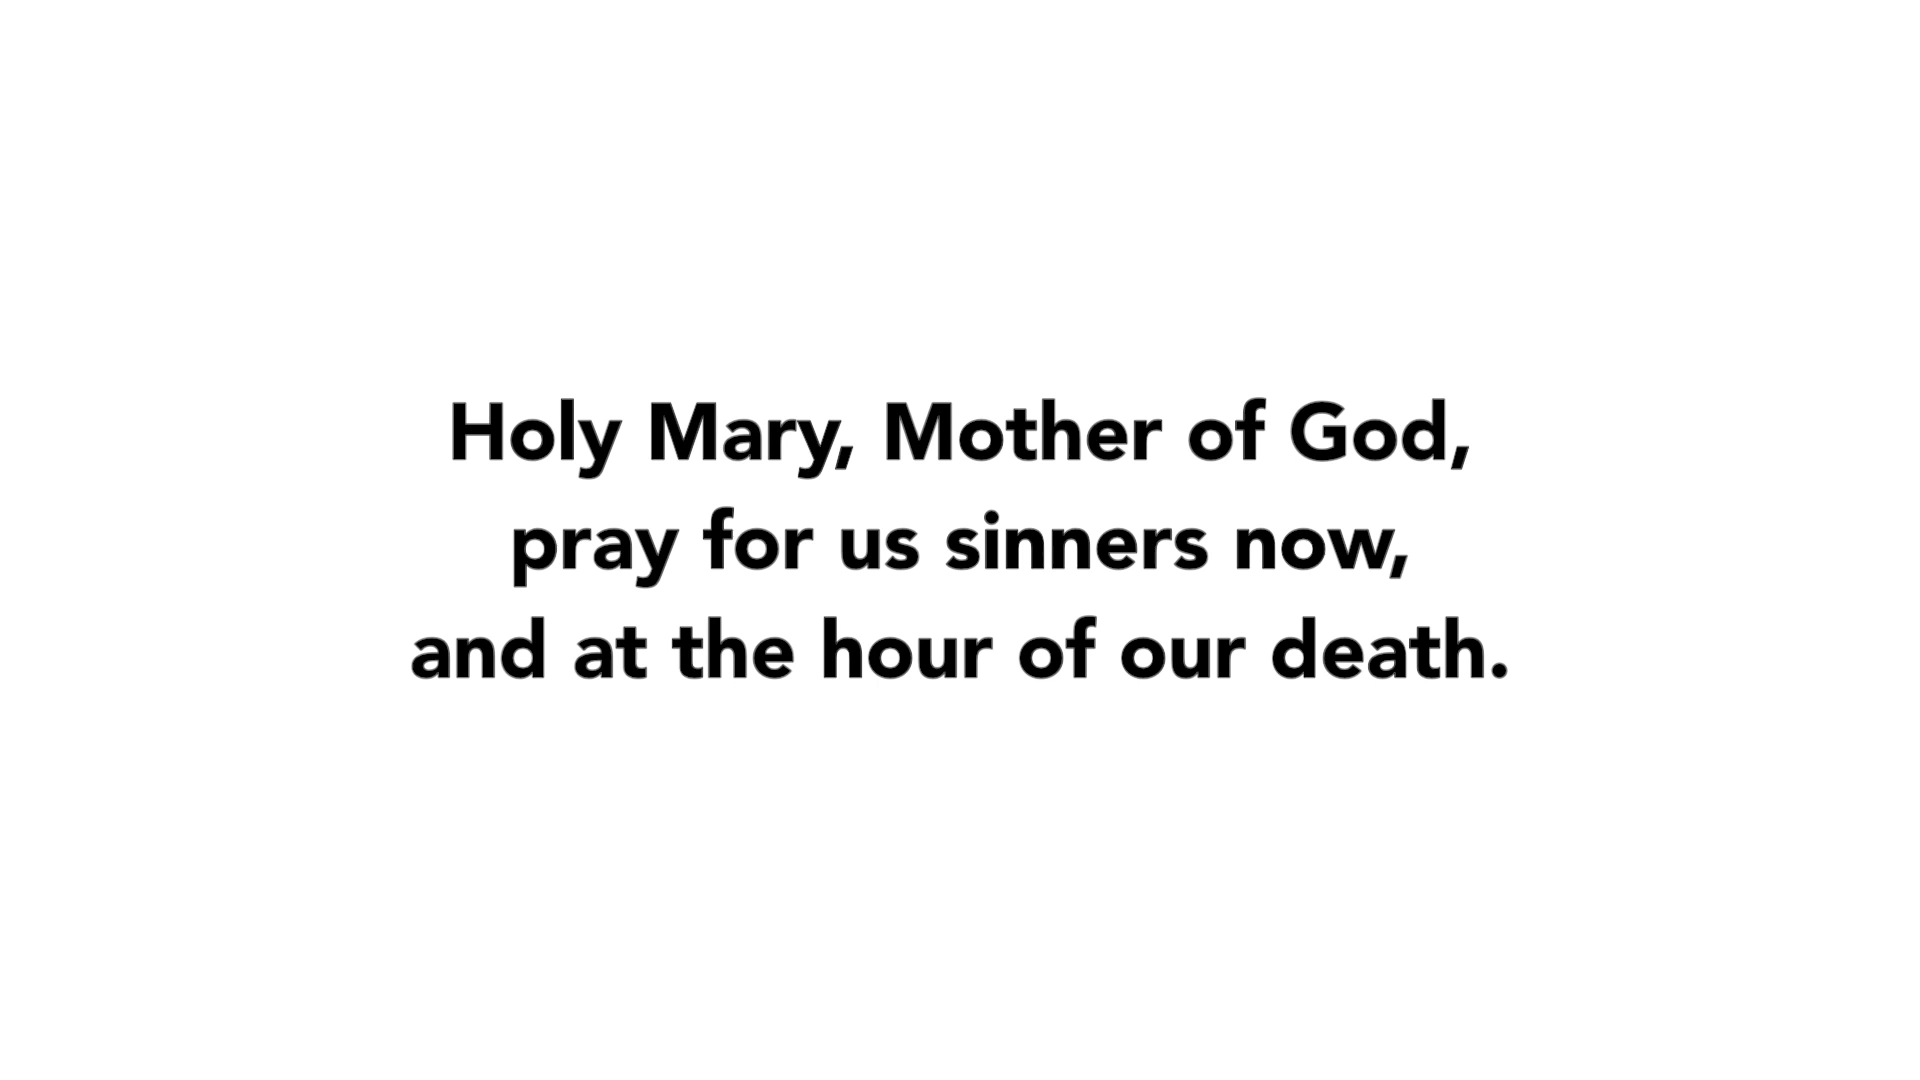 Holy Mary, Mother of God,
pray for us sinners now,
and at the hour of our death.